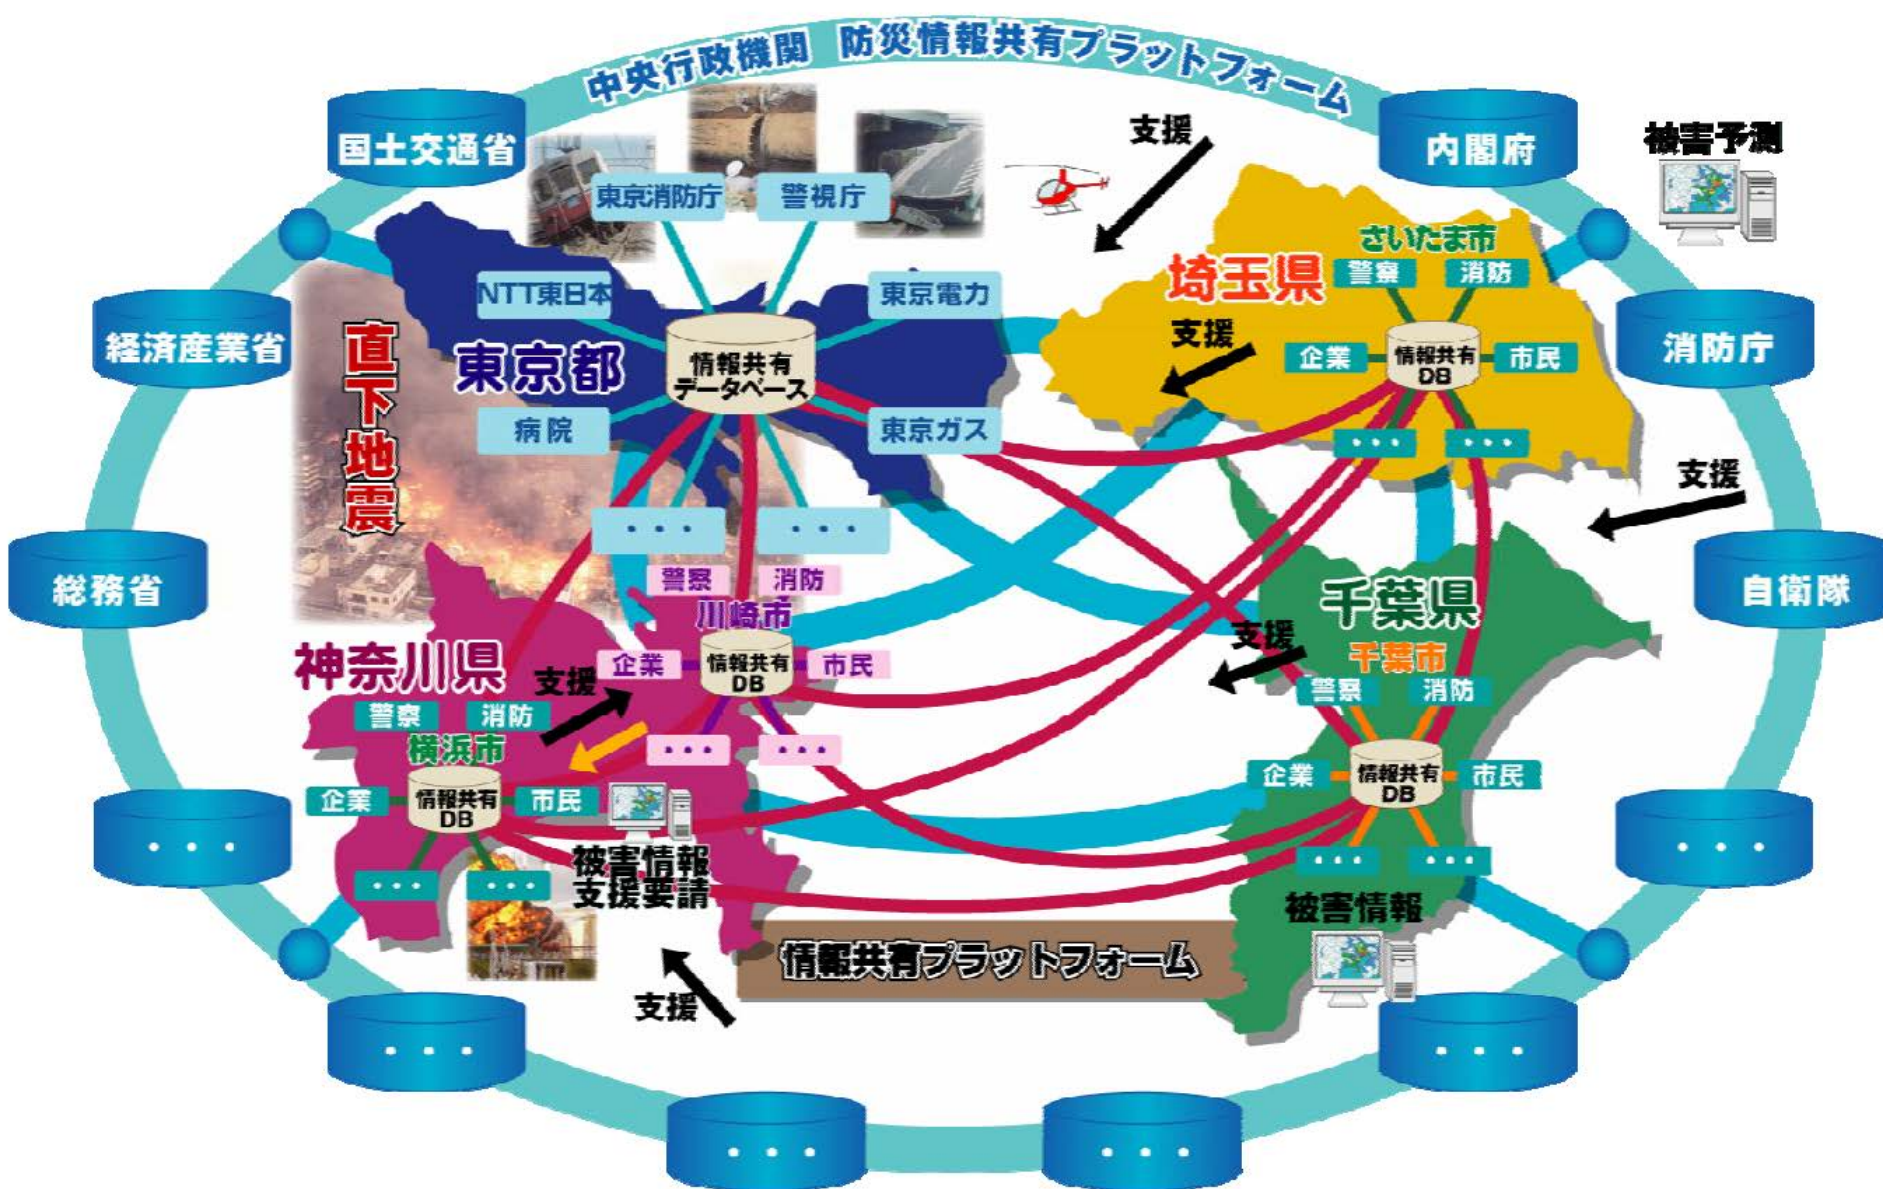 中央行政機関 防災情報共有プラットフォーム
国土交通省
内閣府
被害予測
支援
東京消防庁
警視庁
さいたま市
埼玉県
警察
消防
NTT東日本
東京電力
経済産業省
直下地震
東京都
情報共有
データベース
支援
企業
情報共有
DB
市民
消防庁
病院
東京ガス
・・・
・・・
支援
・・・
・・・
総務省
自衛隊
警察
消防
川崎市
千葉県
神奈川県
企業
情報共有
DB
市民
支援
千葉市
支援
警察
消防
警察
消防
横浜市
・・・
・・・
企業
情報共有
DB
市民
企業
情報共有
DB
市民
・・・
・・・
被害情報
支援要請
・・・
・・・
・・・
・・・
被害情報
情報共有プラットフォーム
支援
・・・
・・・
・・・
・・・